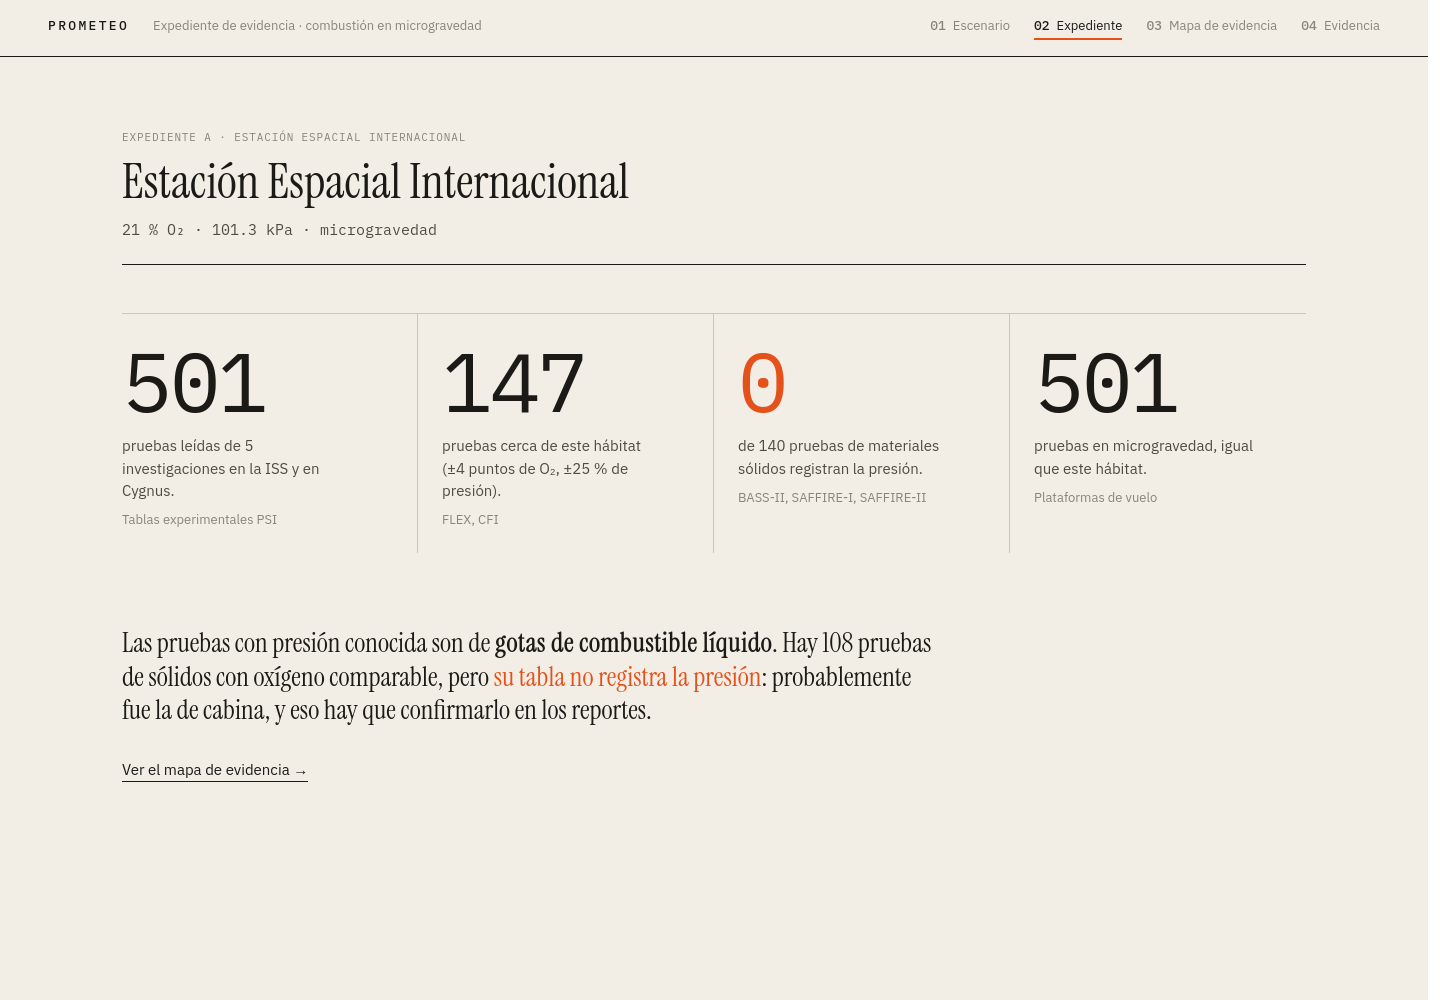 PROMETEO Expediente de evidencia · combustión en microgravedad 01 Escenario 02 Expediente 03 Mapa de evidencia 04 Evidencia
EXPEDIENTE A · ESTACIÓN ESPACIAL INTERNACIONAL
Estación Espacial Internacional
21 % O₂ · 101.3 kPa · microgravedad
501
pruebas leídas de 5
investigaciones en la ISS y en
Cygnus.
Tablas experimentales PSI
147
pruebas cerca de este hábitat
(±4 puntos de O₂, ±25 % de
presión).
FLEX, CFI
0
de 140 pruebas de materiales
sólidos registran la presión.
BASS-II, SAFFIRE-I, SAFFIRE-II
501
pruebas en microgravedad, igual
que este hábitat.
Plataformas de vuelo
Las pruebas con presión conocida son de gotas de combustible líquido. Hay 108 pruebas
de sólidos con oxígeno comparable, pero su tabla no registra la presión: probablemente
fue la de cabina, y eso hay que confirmarlo en los reportes.
Ver el mapa de evidencia →